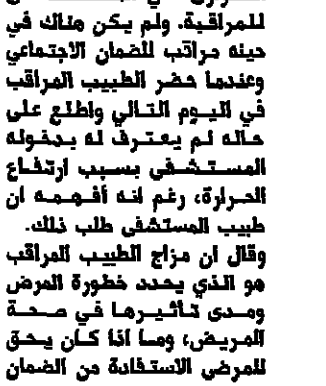 للمراقبة. ولم يكن هناك في
حينه مراقب للضمان الاجتماعي
وعندما حضر الطبيب المراقب
في اليوم التالي واطلع على
حاله لم يعترف له بدخوله
المستشفى بسبب ارتفاع
الحرارة، رغم انه أفهمه ان
طبيب المستشفى طلب ذلك.
وقال ان مزاج الطبيب المراقب
هو الذي يحدد خطورة المرض
ومدى تأثيرها في صحة
المريض، وما اذا كان يحق
للمرضى الاستفادة من الضمان